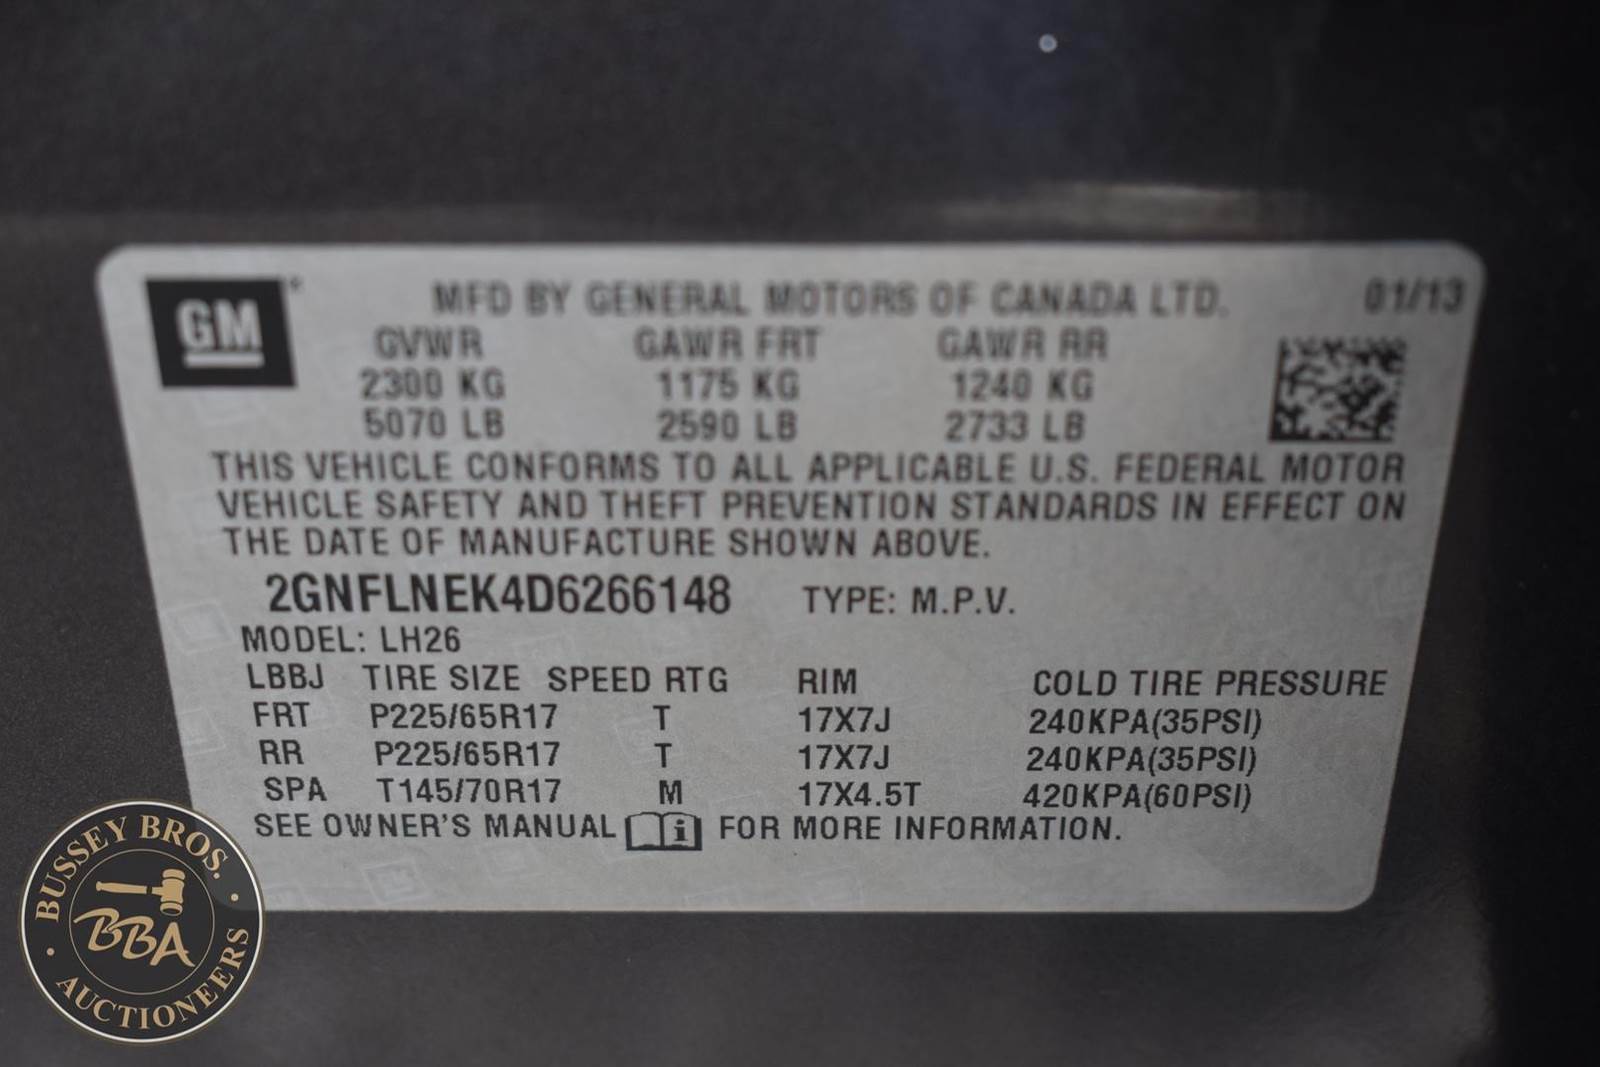 GM
MFD BY GENERAL MOTORS OF CANADA LTD. 01/13
GVWR GAWR FRT GAWR RR
2300 KG 1175 KG 1240 KG
5070 LB 2590 LB 2733 LB
THIS VEHICLE CONFORMS TO ALL APPLICABLE U.S. FEDERAL MOTOR
VEHICLE SAFETY AND THEFT PREVENTION STANDARDS IN EFFECT ON
THE DATE OF MANUFACTURE SHOWN ABOVE.
2GNFLNEK4D6266148 TYPE: M.P.V.
MODEL: LH26
LBBJ TIRE SIZE SPEED RTG RIM COLD TIRE PRESSURE
FRT P225/65R17 T 17X7J 240KPA(35PSI)
RR P225/65R17 T 17X7J 240KPA(35PSI)
SPA T145/70R17 M 17X4.5T 420KPA(60PSI)
SEE OWNER'S MANUAL i FOR MORE INFORMATION.
BUSSEY BROS.
BBA
AUCTIONEERS